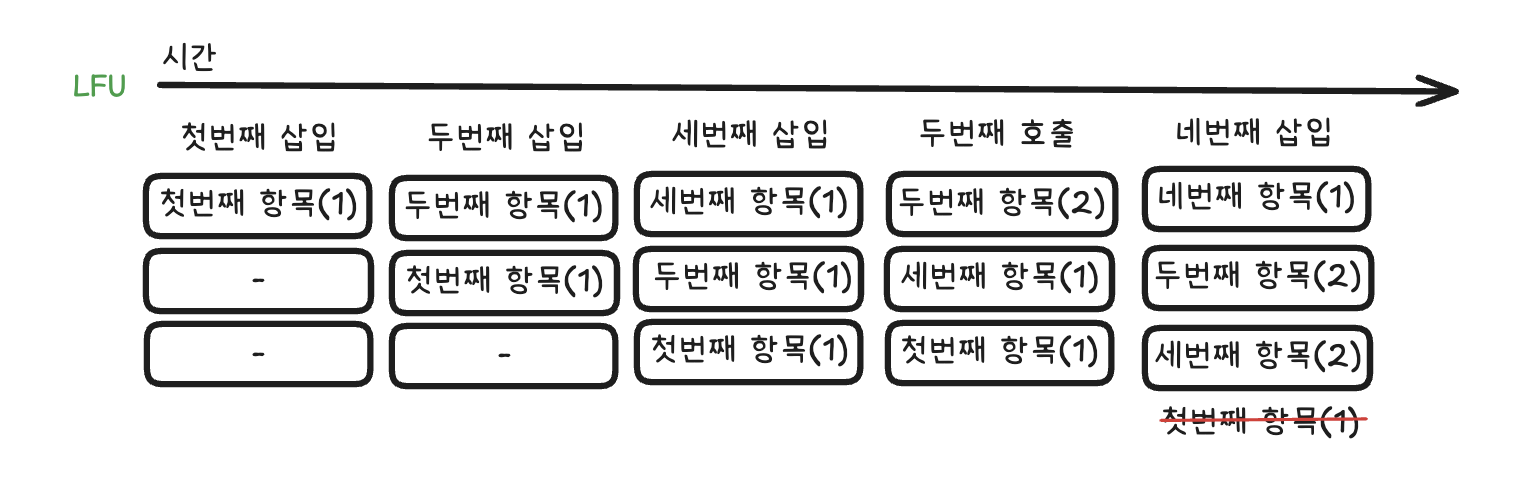 시간
LFU
첫번째 삽입 두번째 삽입 세번째 삽입 두번째 호출 네번째 삽입
첫번째 항목(1) 두번째 항목(1) 세번째 항목(1) 두번째 항목(2) 네번째 항목(1)
- 첫번째 항목(1) 두번째 항목(1) 세번째 항목(1) 두번째 항목(2)
- - 첫번째 항목(1) 첫번째 항목(1) 세번째 항목(2)
첫번째 항목(1)